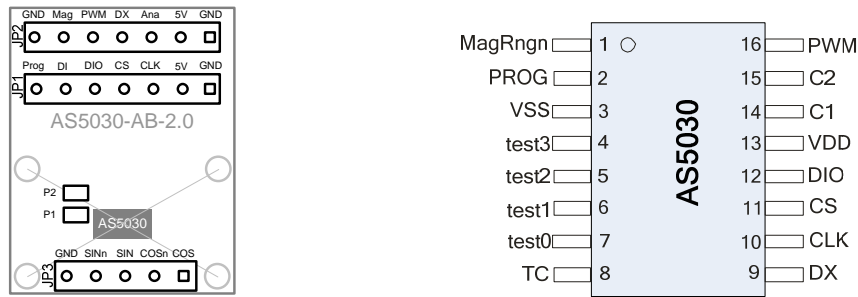 GND Mag PWM DX Ana 5V GND
JP2
Prog DI DIO CS CLK 5V GND
JP1
AS5030-AB-2.0
P2
P1
AS5030
GND SINn SIN COSn COS
JP3
MagRngn 1 16 PWM
PROG 2 15 C2
VSS 3 14 C1
test3 4 13 VDD
test2 5 12 DIO
test1 6 11 CS
test0 7 10 CLK
TC 8 9 DX
AS5030